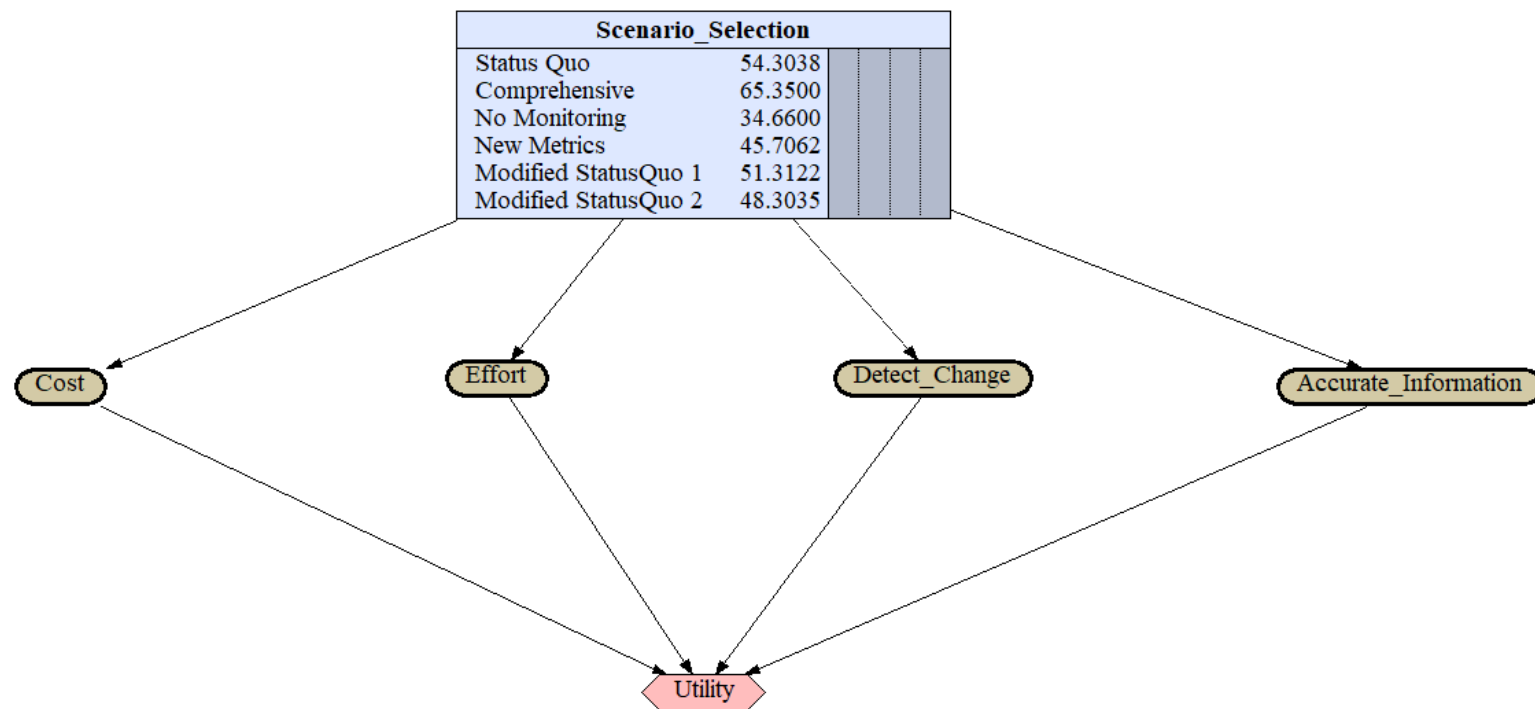 Scenario_Selection
Status Quo 54.3038
Comprehensive 65.3500
No Monitoring 34.6600
New Metrics 45.7062
Modified StatusQuo 1 51.3122
Modified StatusQuo 2 48.3035
Cost
Effort
Detect_Change
Accurate_Information
Utility